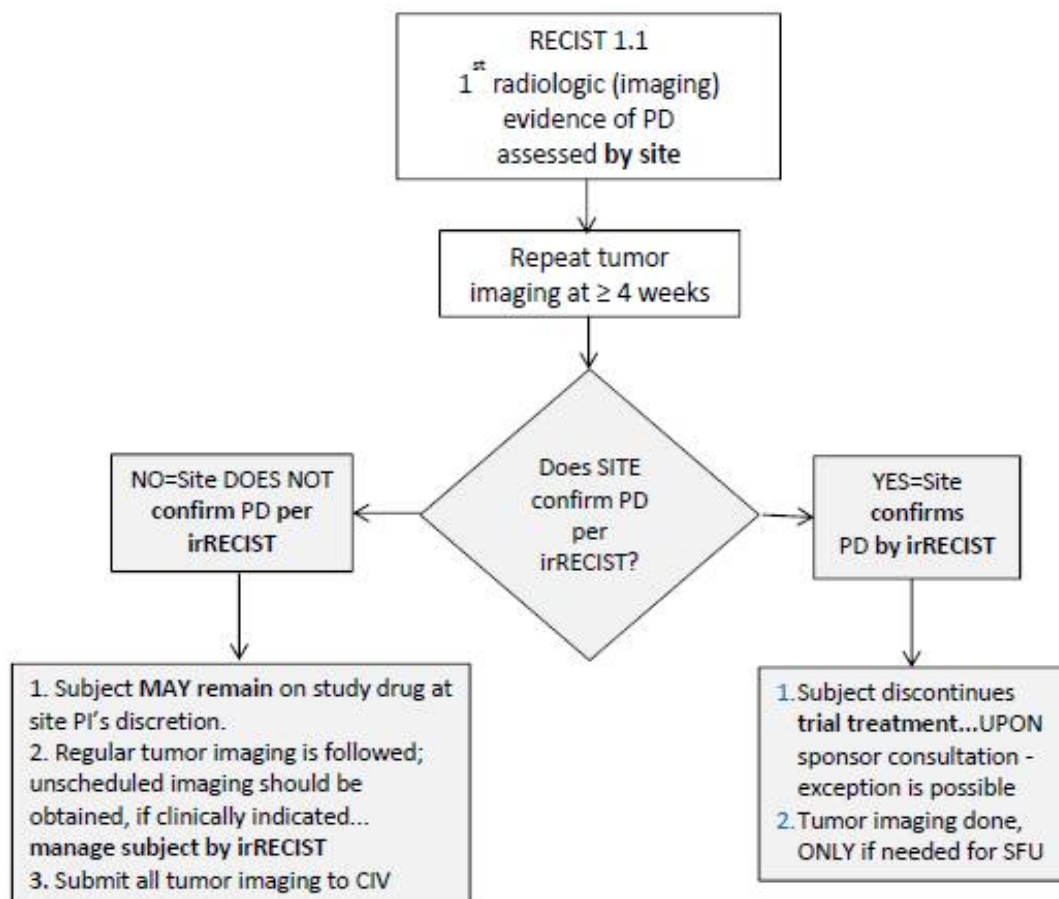 RECIST 1.1
1st radiologic (imaging)
evidence of PD
assessed by site
Repeat tumor
imaging at ≥ 4 weeks
Does SITE
confirm PD
per
irRECIST?
NO=Site DOES NOT
confirm PD per
irRECIST
YES=Site
confirms
PD by irRECIST
1. Subject MAY remain on study drug at
site PI's discretion.
2. Regular tumor imaging is followed;
unscheduled imaging should be
obtained, if clinically indicated...
manage subject by irRECIST
3. Submit all tumor imaging to CIV
1. Subject discontinues
trial treatment...UPON
sponsor consultation -
exception is possible
2. Tumor imaging done,
ONLY if needed for SFU